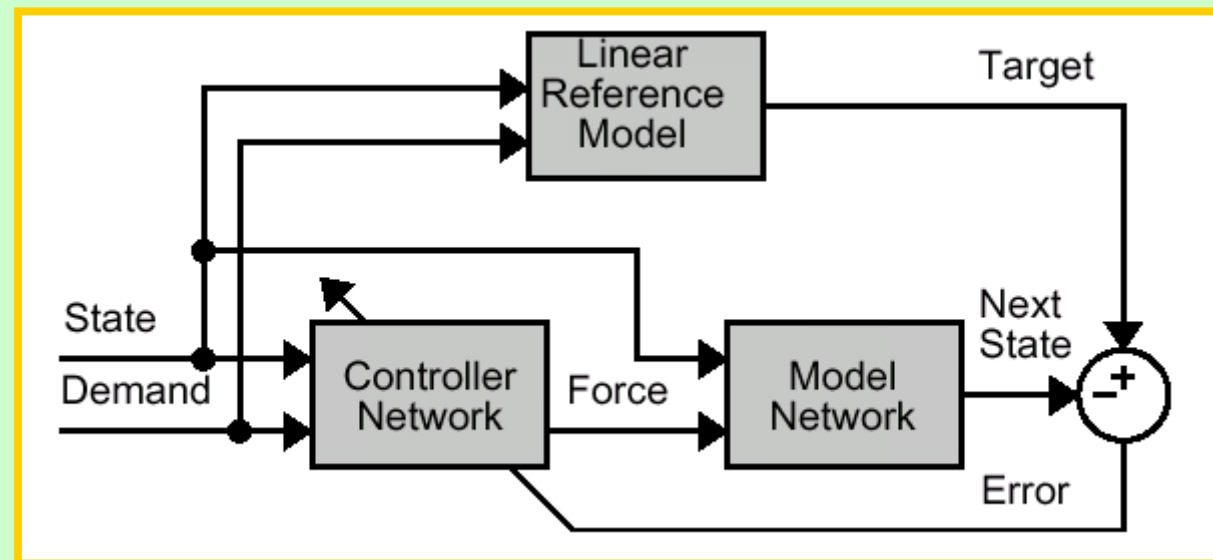 Linear
Reference
Model
Target
State
Demand
Controller
Network
Force
Model
Network
Next
State
− +
Error